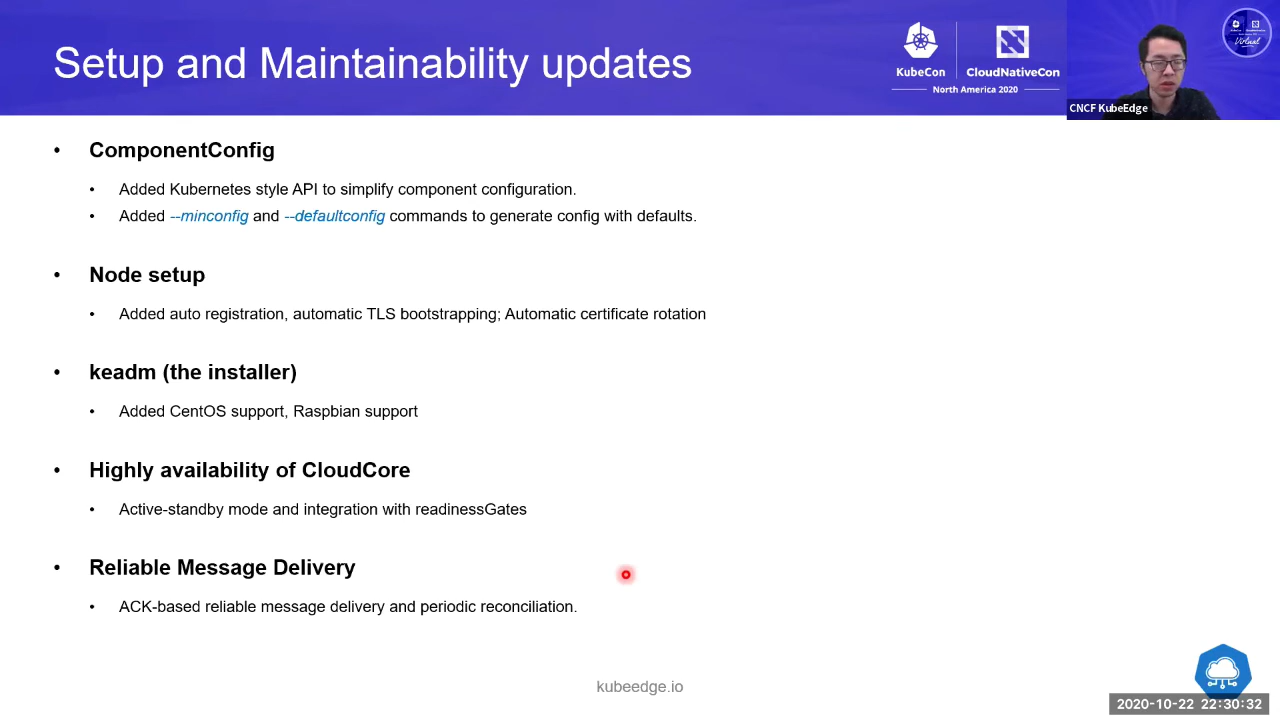 Setup and Maintainability updates
KubeCon
CloudNativeCon
North America 2020
Virtual
CNCF KubeEdge
• ComponentConfig
• Added Kubernetes style API to simplify component configuration.
• Added --minconfig and --defaultconfig commands to generate config with defaults.
• Node setup
• Added auto registration, automatic TLS bootstrapping; Automatic certificate rotation
• keadm (the installer)
• Added CentOS support, Raspbian support
• Highly availability of CloudCore
• Active-standby mode and integration with readinessGates
• Reliable Message Delivery
• ACK-based reliable message delivery and periodic reconciliation.
kubeedge.io
2020-10-22 22:30:32